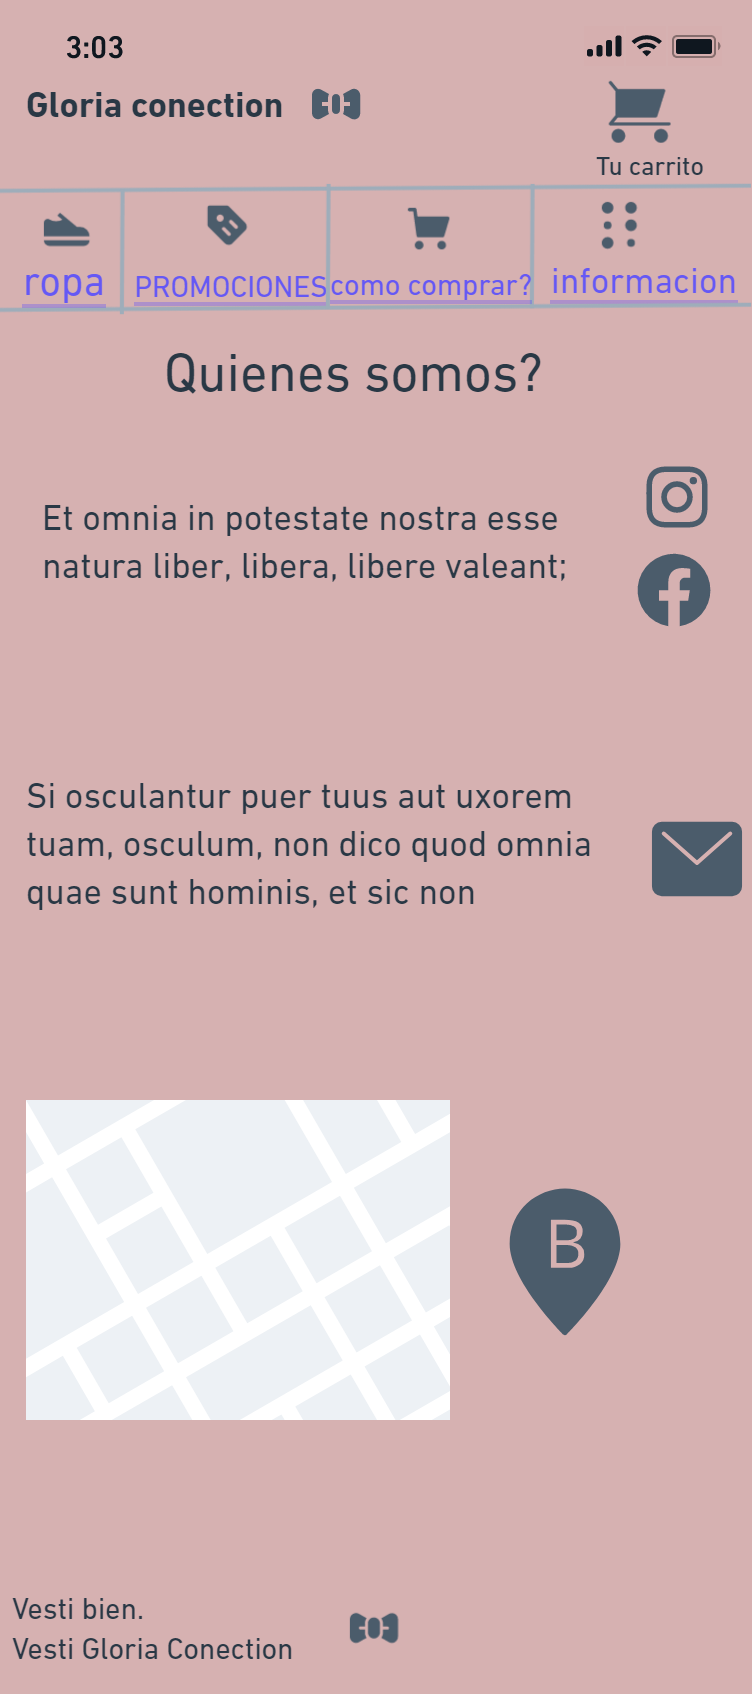 3:03
Gloria conection
Tu carrito
ropa
PROMOCIONES
como comprar?
informacion
Quienes somos?
Et omnia in potestate nostra esse
natura liber, libera, libere valeant;
Si osculantur puer tuus aut uxorem
tuam, osculum, non dico quod omnia
quae sunt hominis, et sic non
B
Vesti bien.
Vesti Gloria Conection